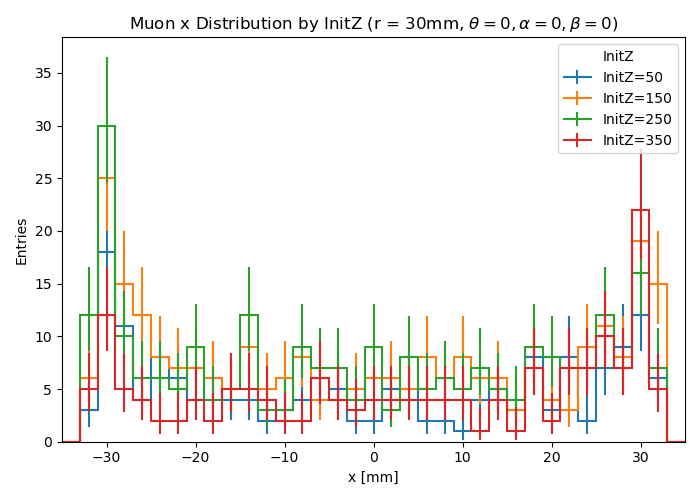 Muon x Distribution by InitZ (r = 30mm, θ = 0, α = 0, β = 0)
InitZ
InitZ=50
InitZ=150
InitZ=250
InitZ=350
Entries
35
30
25
20
15
10
5
0
−30
−20
−10
0
10
20
30
x [mm]